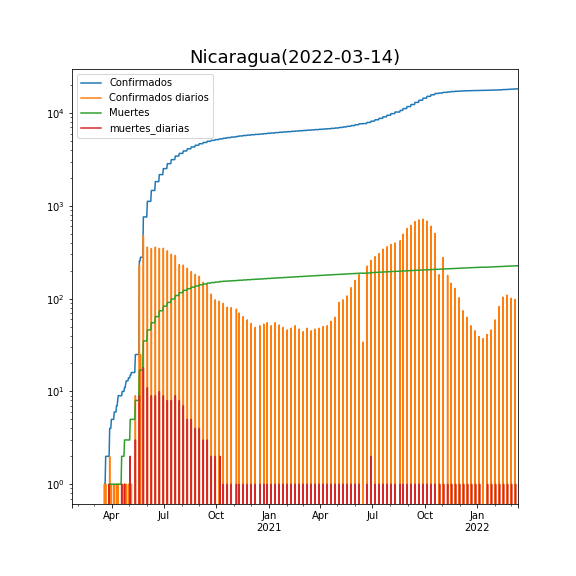 Nicaragua(2022-03-14)
Confirmados
Confirmados diarios
Muertes
muertes_diarias
10⁴
10³
10²
10¹
10⁰
Apr Jul Oct Jan Apr Jul Oct Jan
2021 2022